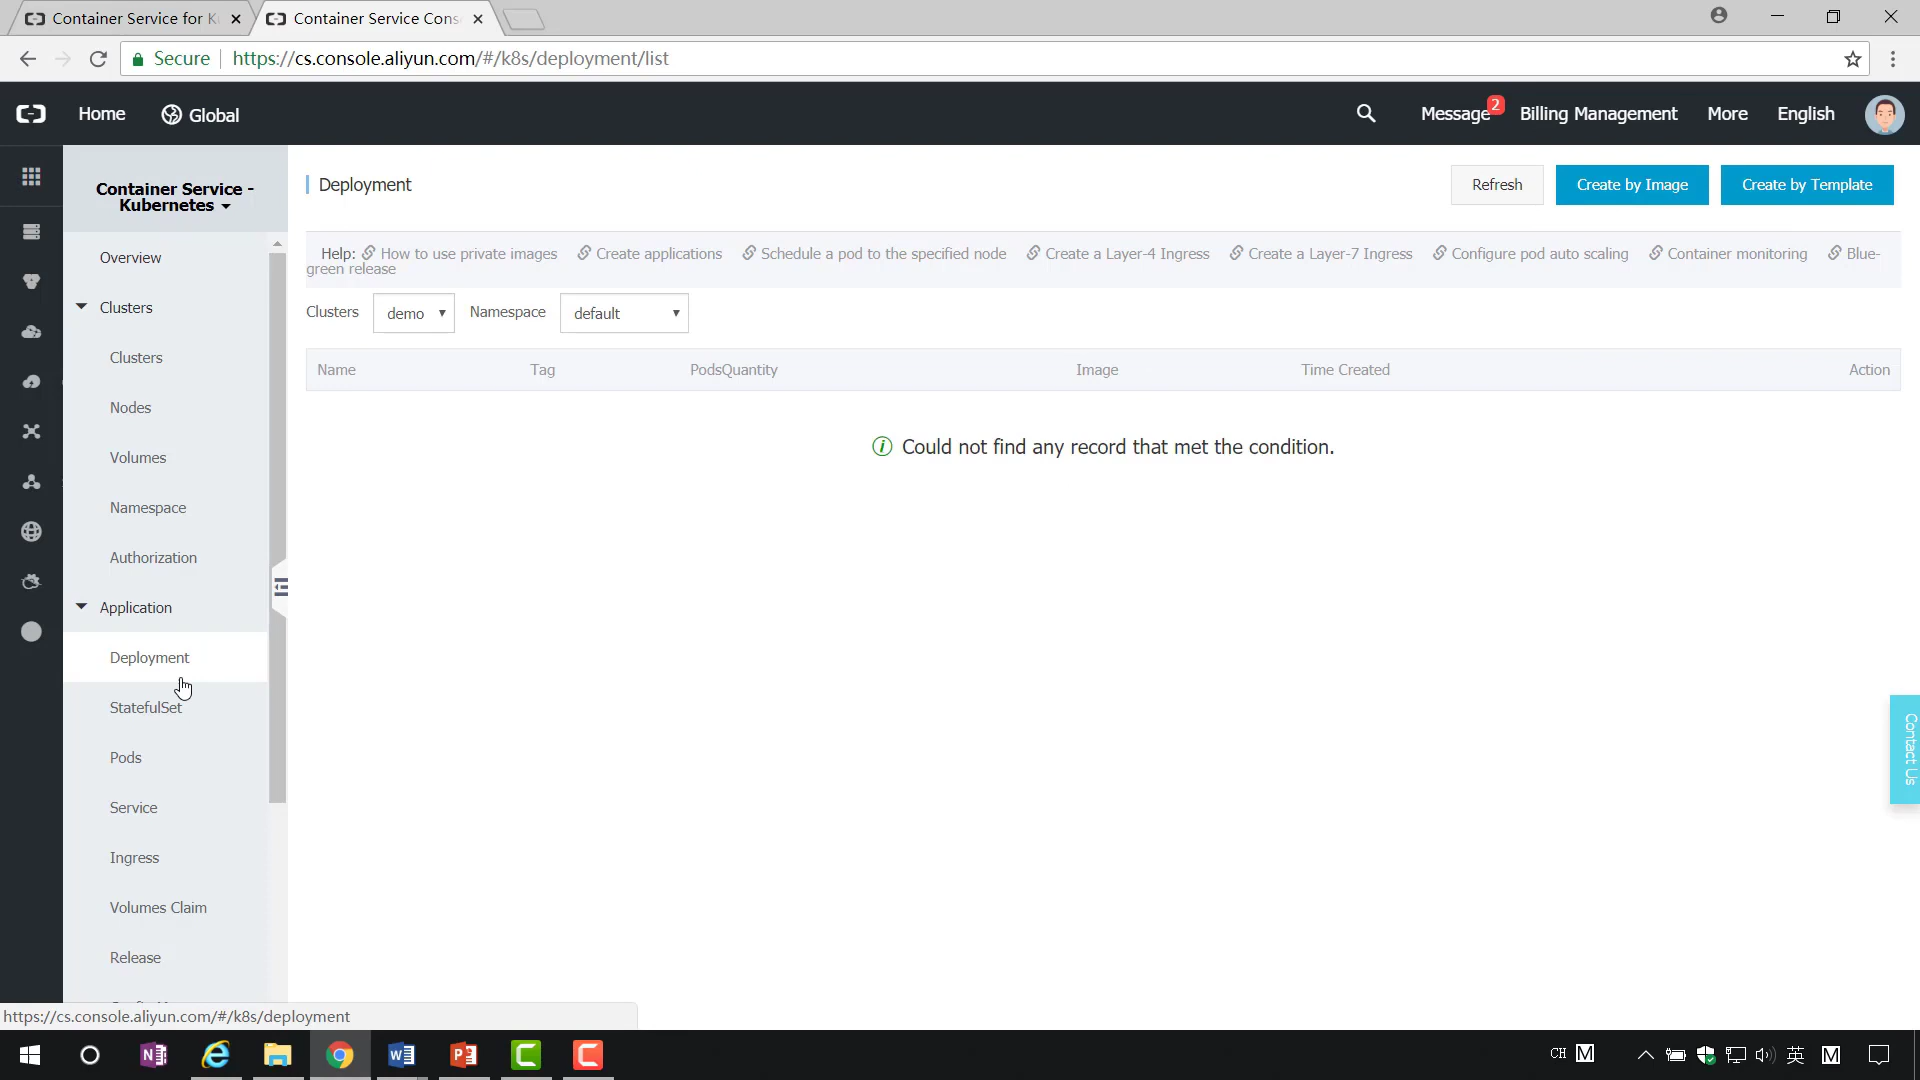 Container Service for K
Container Service Cons
Secure
https://cs.console.aliyun.com/#/k8s/deployment/list
Home
Global
Message 2
Billing Management
More
English
Container Service -
Kubernetes
Overview
Clusters
Clusters
Nodes
Volumes
Namespace
Authorization
Application
Deployment
StatefulSet
Pods
Service
Ingress
Volumes Claim
Release
Deployment
Refresh
Create by Image
Create by Template
Help: How to use private images Create applications Schedule a pod to the specified node Create a Layer-4 Ingress Create a Layer-7 Ingress Configure pod auto scaling Container monitoring Blue-
green release
Clusters demo Namespace default
Name Tag PodsQuantity Image Time Created Action
Could not find any record that met the condition.
Contact Us
https://cs.console.aliyun.com/#/k8s/deployment
CH M 英 M